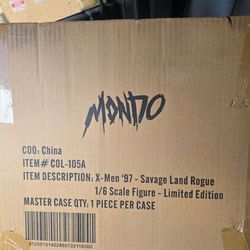 MONDO
COO: China
ITEM# COL-105A
ITEM DESCRIPTION: X-Men '97 - Savage Land Rogue
1/6 Scale Figure - Limited Edition
MASTER CASE QTY: 1 PIECE PER CASE